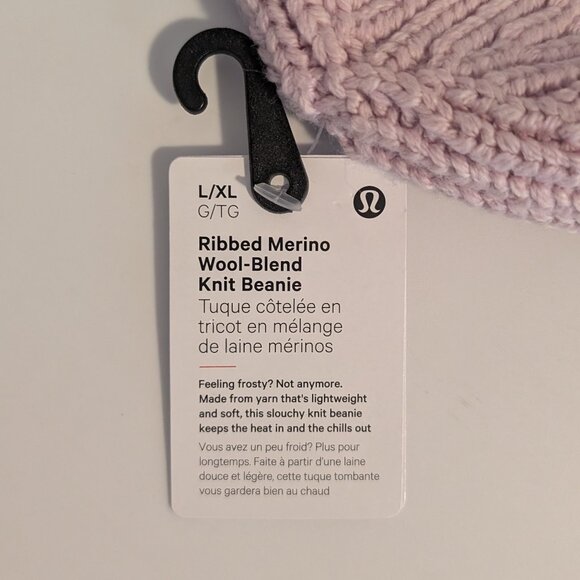 L/XL
G/TG
Ribbed Merino
Wool-Blend
Knit Beanie
Tuque côtelée en
tricot en mélange
de laine mérinos
Feeling frosty? Not anymore.
Made from yarn that's lightweight
and soft, this slouchy knit beanie
keeps the heat in and the chills out
Vous avez un peu froid? Plus pour
longtemps. Faite à partir d'une laine
douce et légère, cette tuque tombante
vous gardera bien au chaud